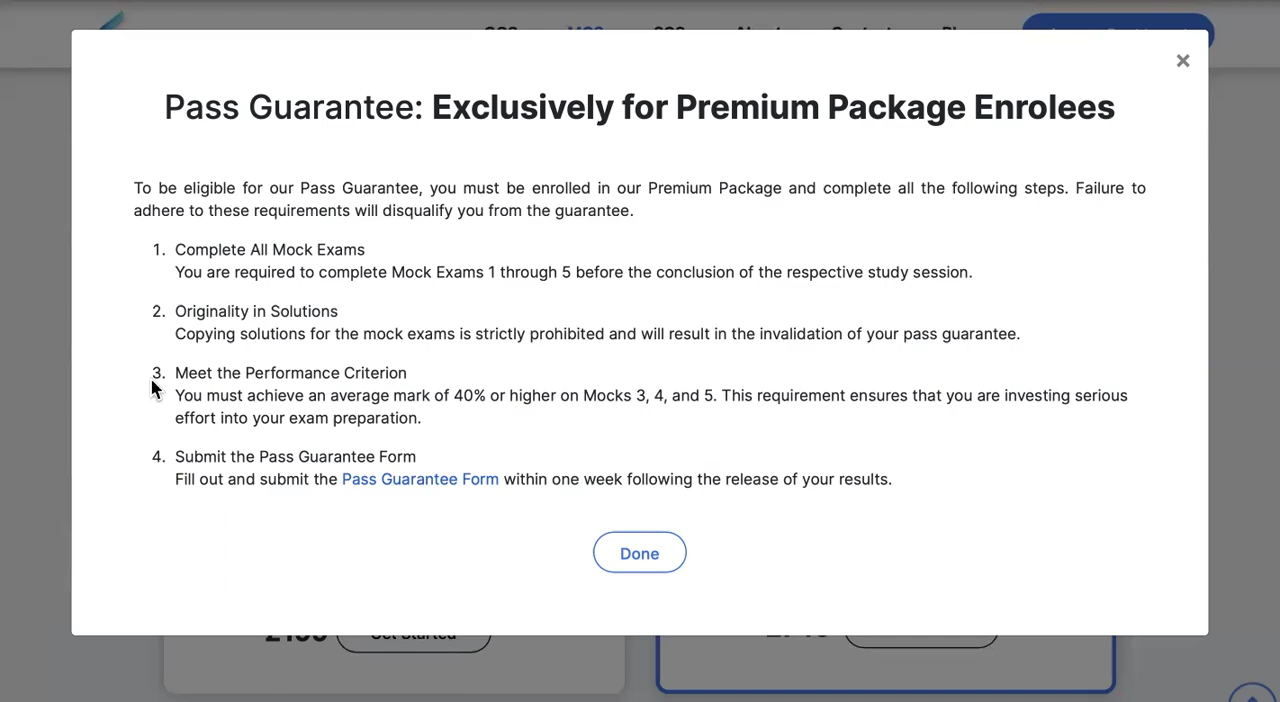 ×
Pass Guarantee: Exclusively for Premium Package Enrolees
To be eligible for our Pass Guarantee, you must be enrolled in our Premium Package and complete all the following steps. Failure to
adhere to these requirements will disqualify you from the guarantee.
1. Complete All Mock Exams
You are required to complete Mock Exams 1 through 5 before the conclusion of the respective study session.
2. Originality in Solutions
Copying solutions for the mock exams is strictly prohibited and will result in the invalidation of your pass guarantee.
3. Meet the Performance Criterion
You must achieve an average mark of 40% or higher on Mocks 3, 4, and 5. This requirement ensures that you are investing serious
effort into your exam preparation.
4. Submit the Pass Guarantee Form
Fill out and submit the Pass Guarantee Form within one week following the release of your results.
Done
Get Started